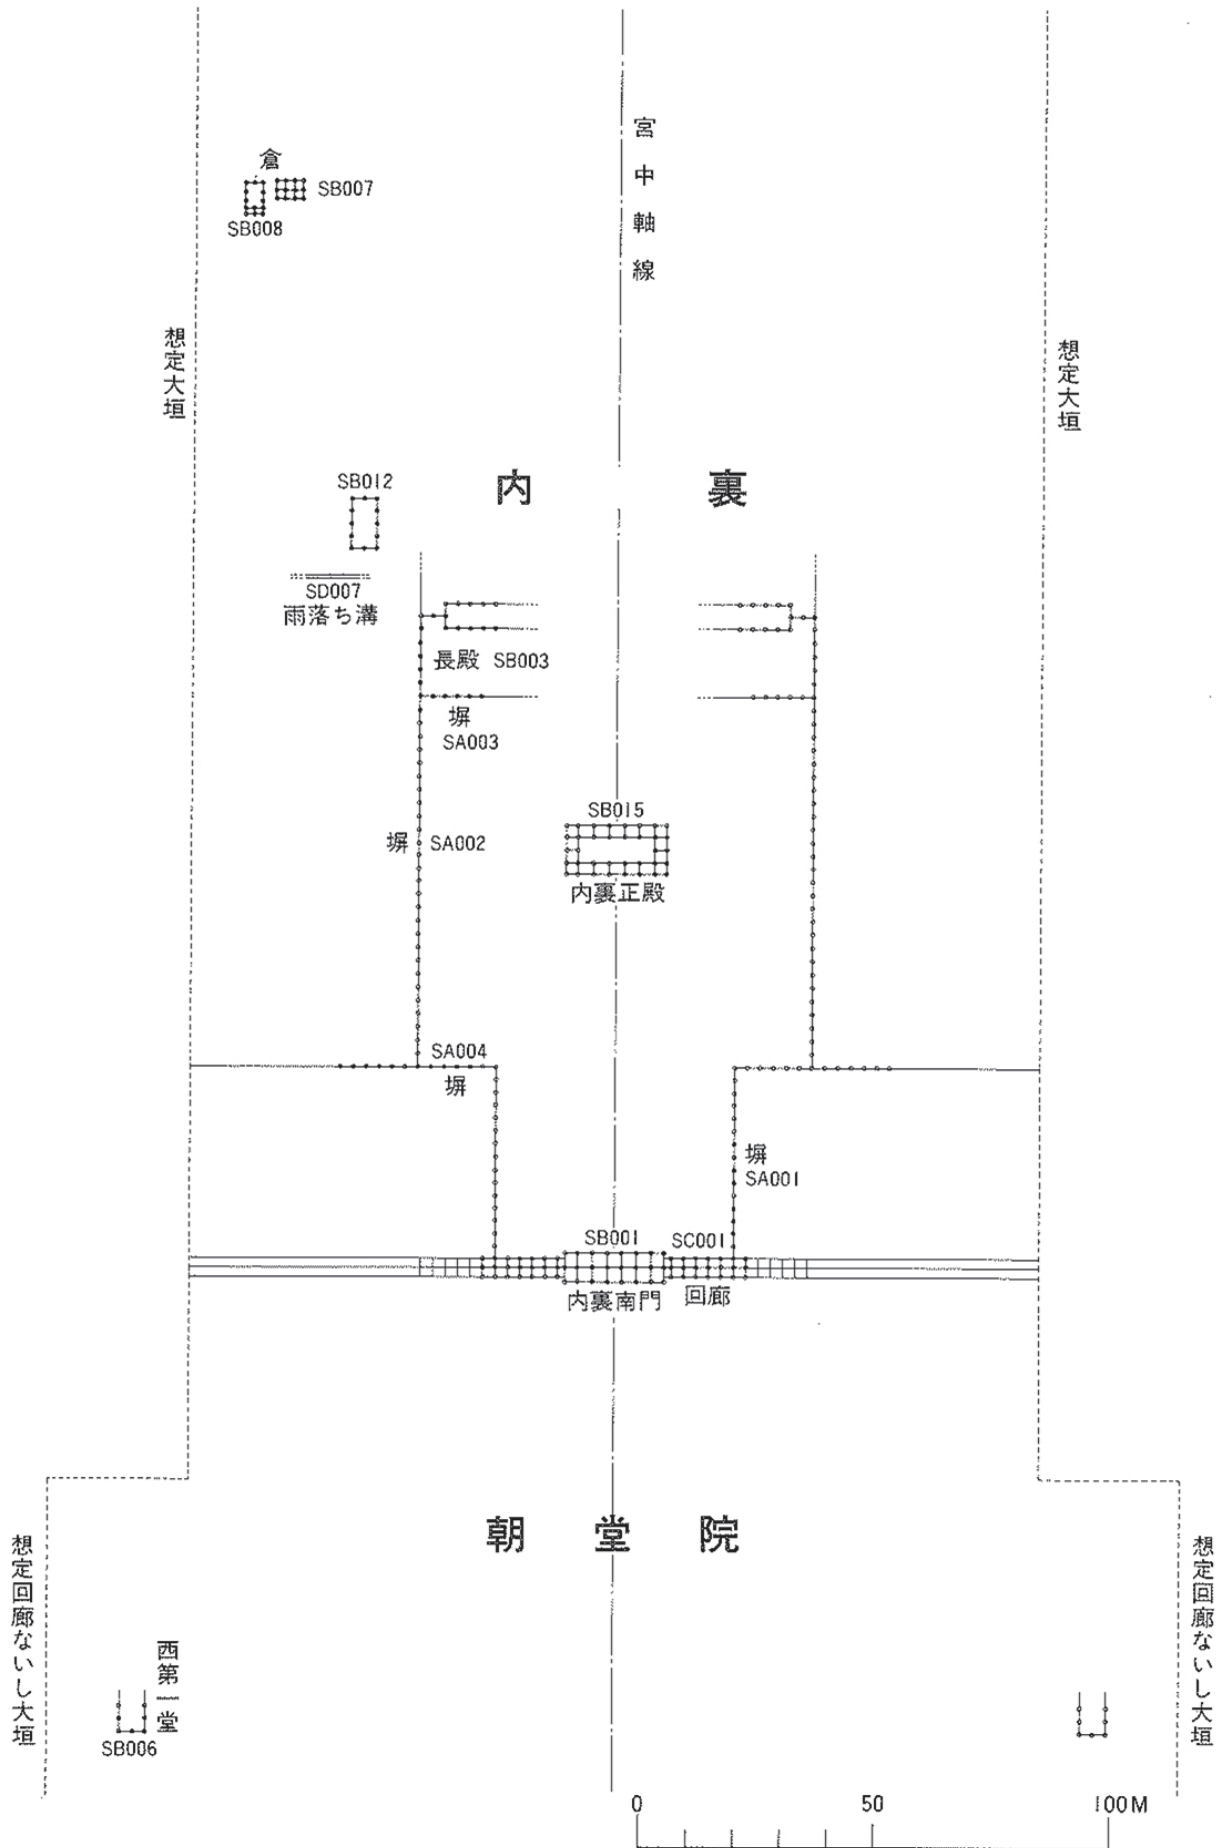 宮中軸線
倉
SB007
SB008
想定大垣
想定大垣
SB012
内裏
SD007
雨落ち溝
長殿 SB003
塀
SA003
SB015
塀 SA002
内裏正殿
SA004
塀
塀
SA001
SB001
SC001
内裏南門
回廊
朝堂院
想定回廊ないし大垣
想定回廊ないし大垣
西第一堂
SB006
0 50 100M